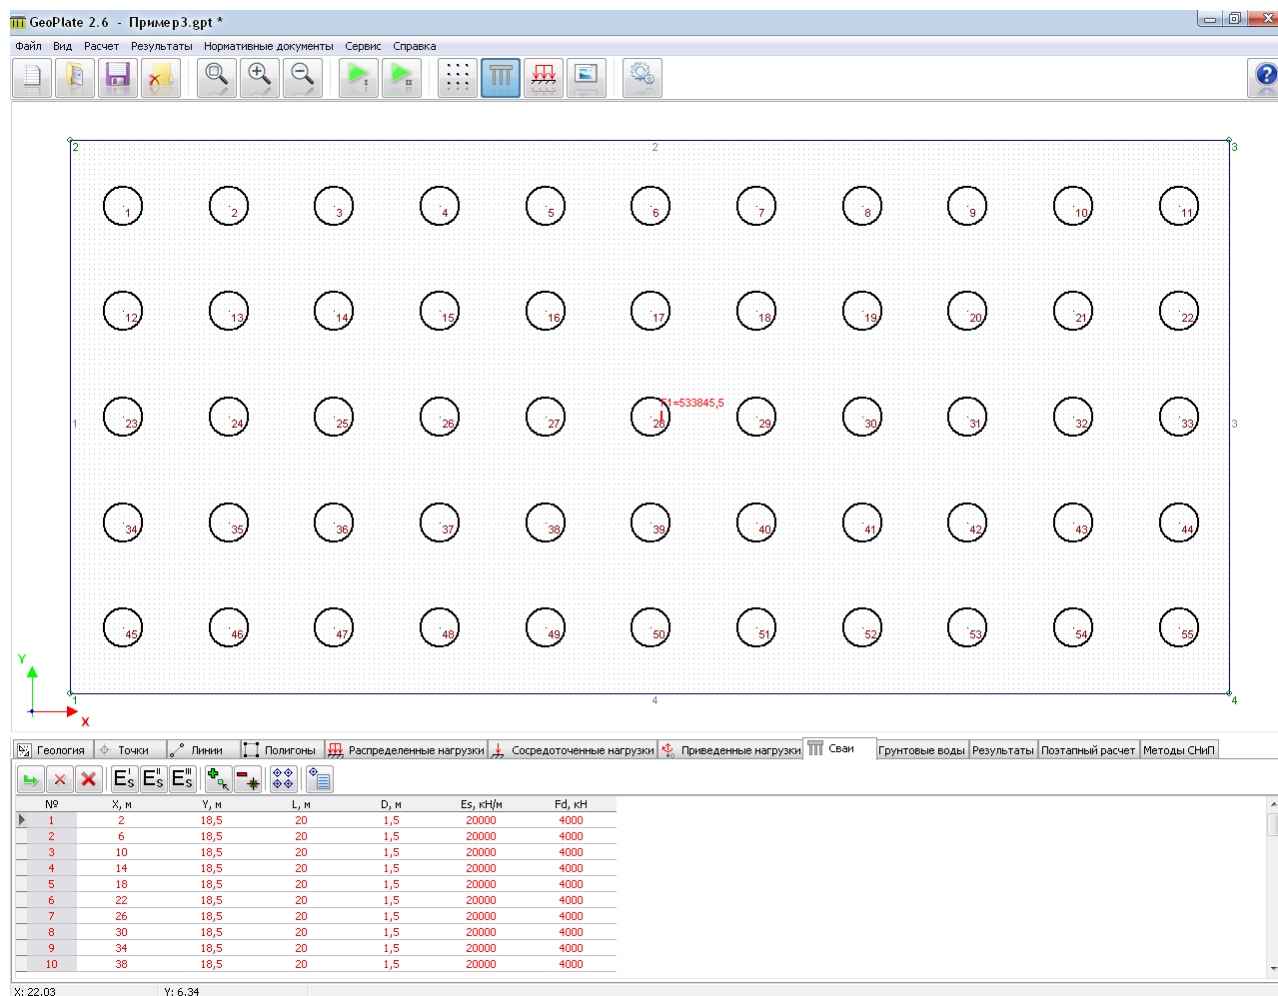 GeoPlate 2.6 - Пример3.gpt *
Файл Вид Расчет Результаты Нормативные документы Сервис Справка
2 2 3
1 2 3 4 5 6 7 8 9 10 11
12 13 14 15 16 17 18 19 20 21 22
F1=533845,5
1 23 24 25 26 27 28 29 30 31 32 33 3
34 35 36 37 38 39 40 41 42 43 44
45 46 47 48 49 50 51 52 53 54 55
Y
1 4 4
X
Геология Точки Линии Полигоны Распределенные нагрузки Сосредоточенные нагрузки Приведенные нагрузки Сваи Грунтовые воды Результаты Поэтапный расчет Методы СНиП
Es I Es II Es III
№ X, м Y, м L, м D, м Es, кН/м Fd, кН
1 2 18,5 20 1,5 20000 4000
2 6 18,5 20 1,5 20000 4000
3 10 18,5 20 1,5 20000 4000
4 14 18,5 20 1,5 20000 4000
5 18 18,5 20 1,5 20000 4000
6 22 18,5 20 1,5 20000 4000
7 26 18,5 20 1,5 20000 4000
8 30 18,5 20 1,5 20000 4000
9 34 18,5 20 1,5 20000 4000
10 38 18,5 20 1,5 20000 4000
X: 22.03 Y: 6.34